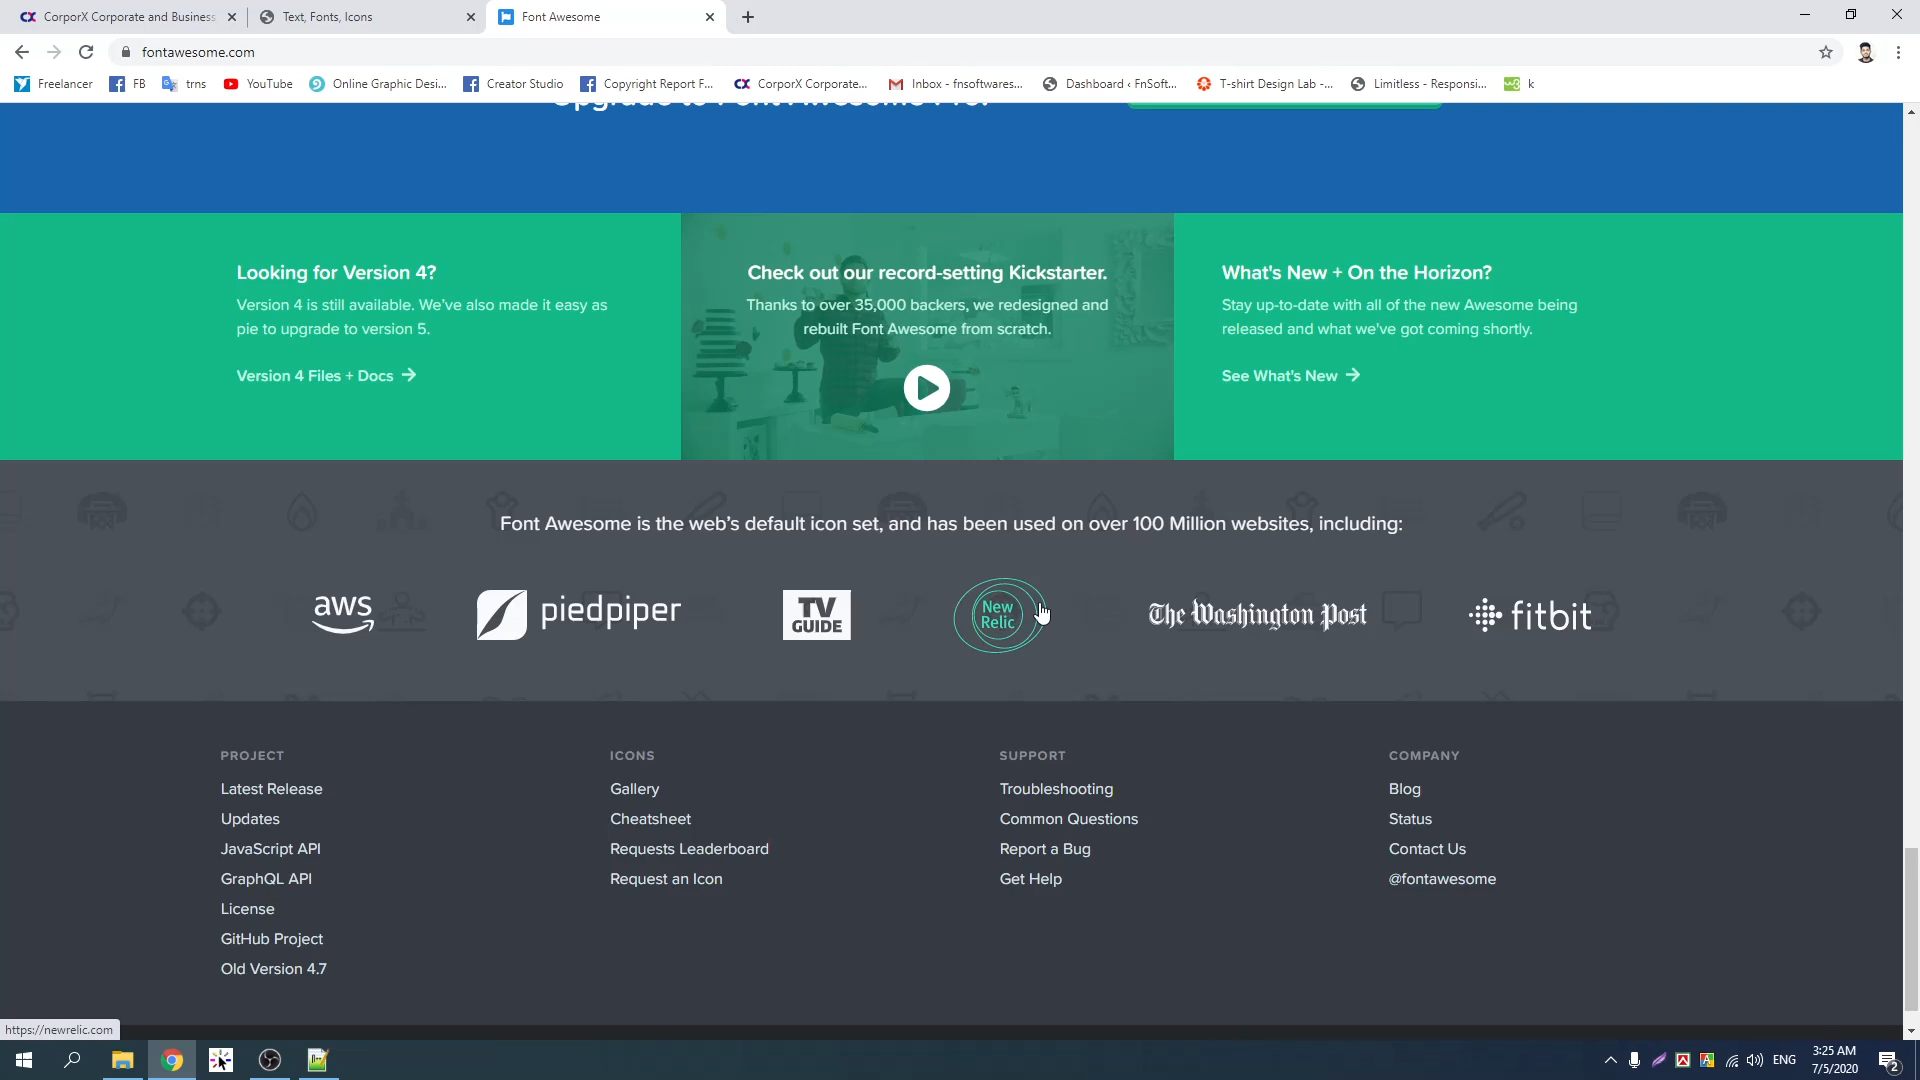 CorporX Corporate and Business
Text, Fonts, Icons
Font Awesome
fontawesome.com
Freelancer
FB
trns
YouTube
Online Graphic Desi...
Creator Studio
Copyright Report F...
CorporX Corporate...
Inbox - fnsoftwares...
Dashboard ‹ FnSoft...
T-shirt Design Lab -...
Limitless - Responsi...
k
Upgrade to Font Awesome Pro!
Looking for Version 4?
Version 4 is still available. We've also made it easy as
pie to upgrade to version 5.
Version 4 Files + Docs
Check out our record-setting Kickstarter.
Thanks to over 35,000 backers, we redesigned and
rebuilt Font Awesome from scratch.
What's New + On the Horizon?
Stay up-to-date with all of the new Awesome being
released and what we've got coming shortly.
See What's New
Font Awesome is the web's default icon set, and has been used on over 100 Million websites, including:
aws
piedpiper
TV
GUIDE
New
Relic
The Washington Post
fitbit
PROJECT
Latest Release
Updates
JavaScript API
GraphQL API
License
GitHub Project
Old Version 4.7
ICONS
Gallery
Cheatsheet
Requests Leaderboard
Request an Icon
SUPPORT
Troubleshooting
Common Questions
Report a Bug
Get Help
COMPANY
Blog
Status
Contact Us
@fontawesome
https://newrelic.com
ENG
3:25 AM
7/5/2020
2